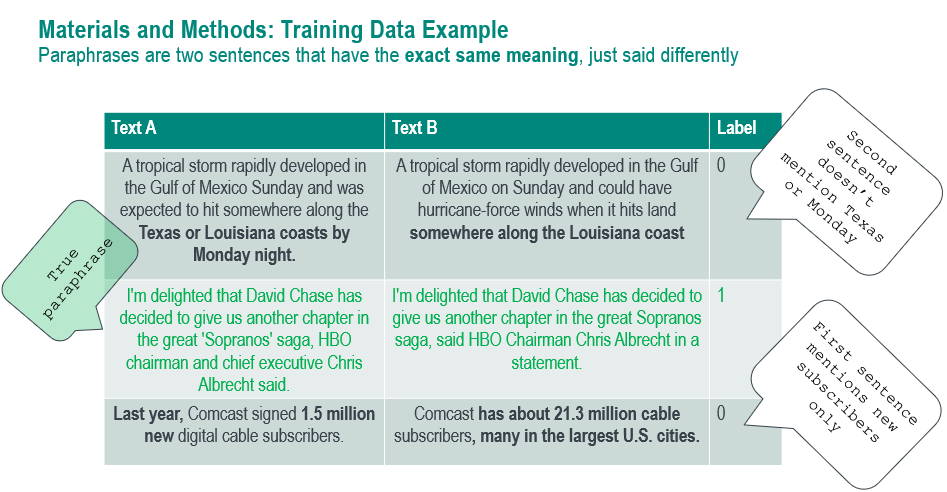 Materials and Methods: Training Data Example
Paraphrases are two sentences that have the exact same meaning, just said differently
Text A
Text B
Label
A tropical storm rapidly developed in
the Gulf of Mexico Sunday and was
expected to hit somewhere along the
Texas or Louisiana coasts by
Monday night.
A tropical storm rapidly developed in the Gulf
of Mexico on Sunday and could have
hurricane-force winds when it hits land
somewhere along the Louisiana coast
0
Second
sentence
doesn't
mention Texas
or Monday
True
paraphrase
I'm delighted that David Chase has
decided to give us another chapter in
the great 'Sopranos' saga, HBO
chairman and chief executive Chris
Albrecht said.
I'm delighted that David Chase has decided to
give us another chapter in the great Sopranos
saga, said HBO Chairman Chris Albrecht in a
statement.
1
Last year, Comcast signed 1.5 million
new digital cable subscribers.
Comcast has about 21.3 million cable
subscribers, many in the largest U.S. cities.
0
First sentence
mentions new
subscribers
only